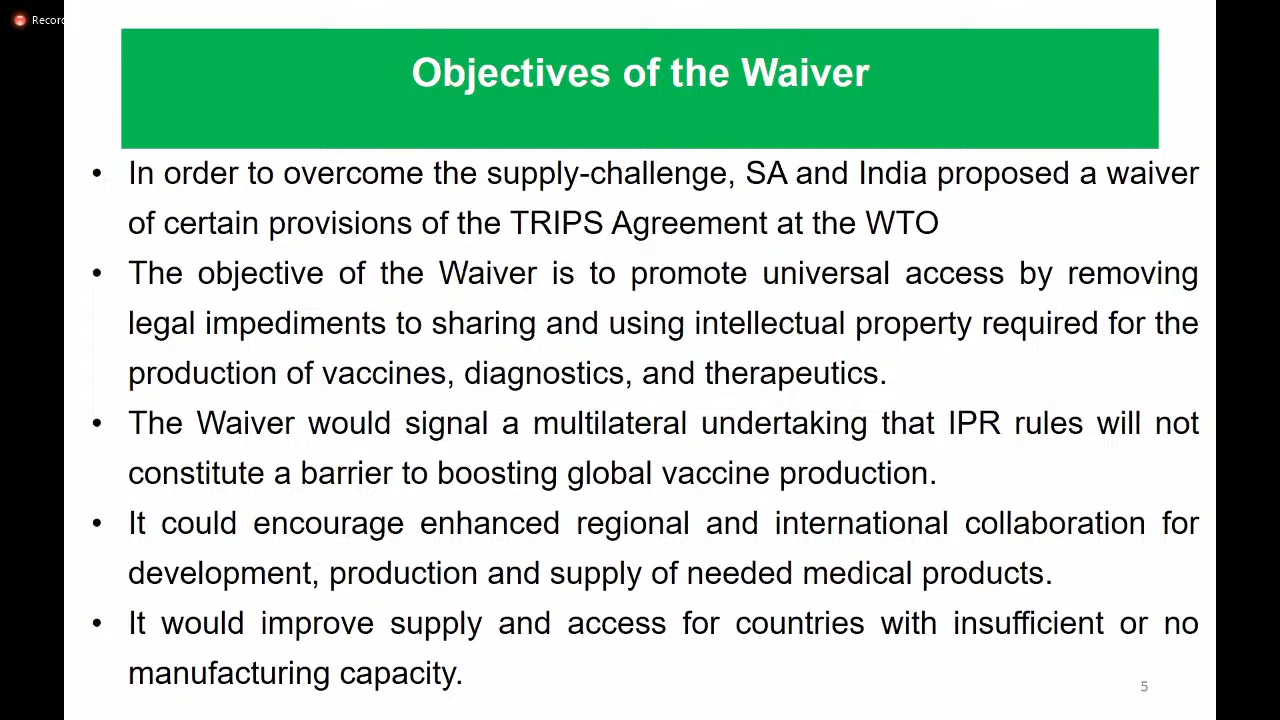 Objectives of the Waiver
• In order to overcome the supply-challenge, SA and India proposed a waiver
of certain provisions of the TRIPS Agreement at the WTO
• The objective of the Waiver is to promote universal access by removing
legal impediments to sharing and using intellectual property required for the
production of vaccines, diagnostics, and therapeutics.
• The Waiver would signal a multilateral undertaking that IPR rules will not
constitute a barrier to boosting global vaccine production.
• It could encourage enhanced regional and international collaboration for
development, production and supply of needed medical products.
• It would improve supply and access for countries with insufficient or no
manufacturing capacity.
5